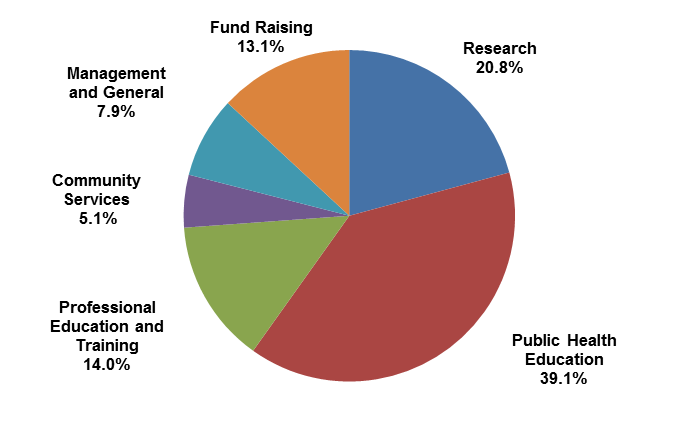 Fund Raising
13.1%
Research
20.8%
Management
and General
7.9%
Community
Services
5.1%
Professional
Education and
Training
14.0%
Public Health
Education
39.1%